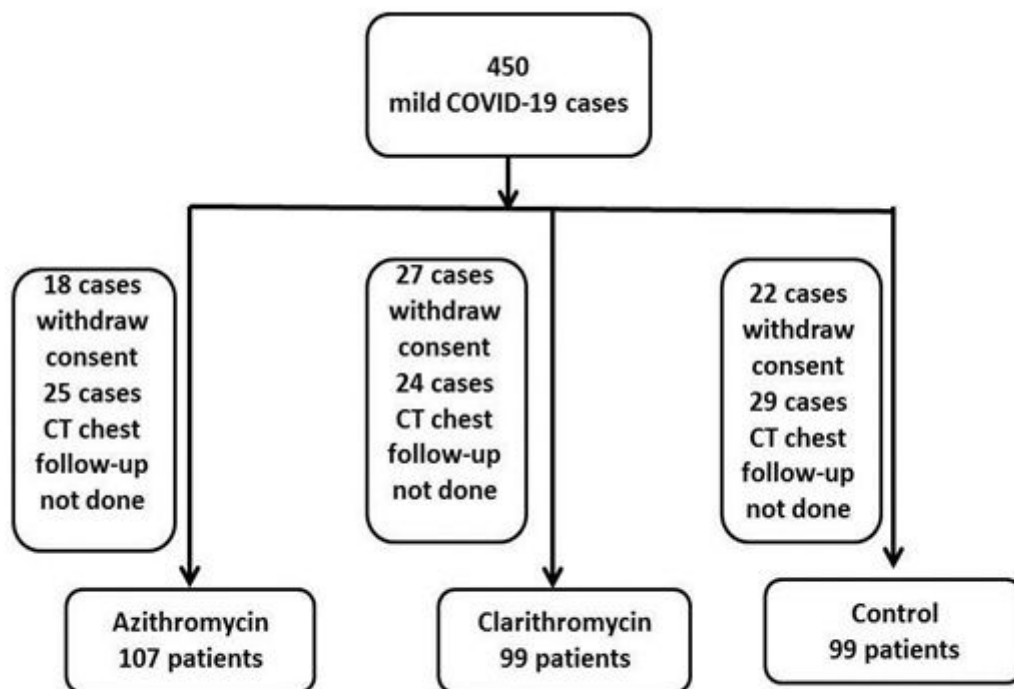 450
mild COVID-19 cases
18 cases
withdraw
consent
25 cases
CT chest
follow-up
not done
27 cases
withdraw
consent
24 cases
CT chest
follow-up
not done
22 cases
withdraw
consent
29 cases
CT chest
follow-up
not done
Azithromycin
107 patients
Clarithromycin
99 patients
Control
99 patients